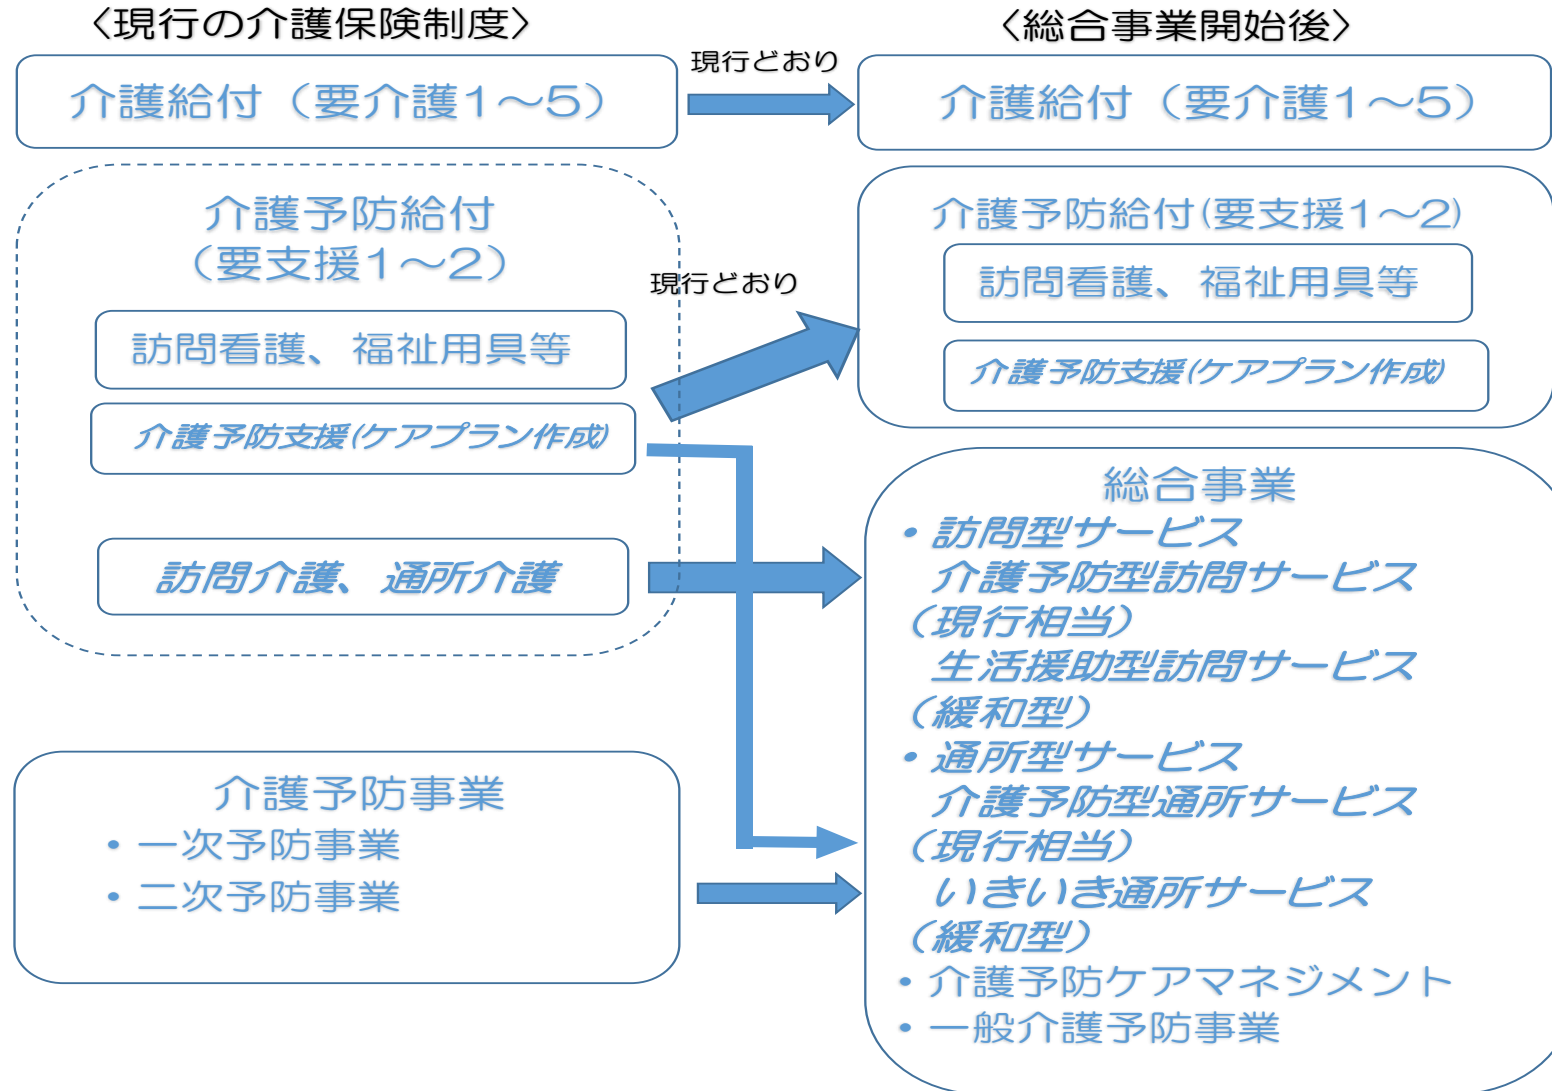 〈現行の介護保険制度〉
介護給付（要介護1～5）
介護予防給付
（要支援1～2）
訪問看護、福祉用具等
介護予防支援(ケアプラン作成)
訪問介護、通所介護
介護予防事業
・一次予防事業
・二次予防事業
現行どおり
現行どおり
〈総合事業開始後〉
介護給付（要介護1～5）
介護予防給付(要支援1～2)
訪問看護、福祉用具等
介護予防支援(ケアプラン作成)
総合事業
・訪問型サービス
介護予防型訪問サービス
（現行相当）
生活援助型訪問サービス
（緩和型）
・通所型サービス
介護予防型通所サービス
（現行相当）
いきいき通所サービス
（緩和型）
・介護予防ケアマネジメント
・一般介護予防事業